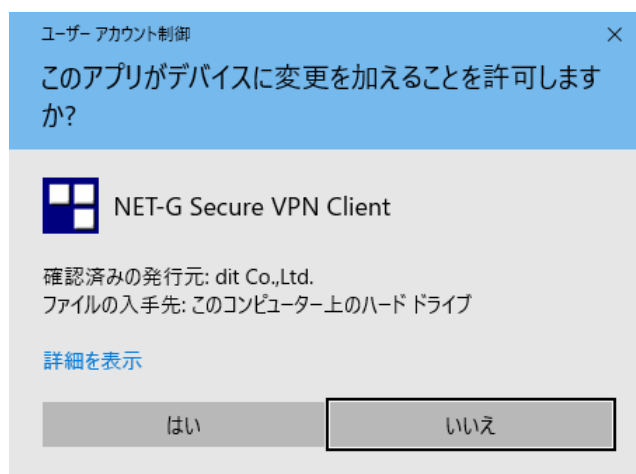 ユーザー アカウント制御
このアプリがデバイスに変更を加えることを許可します
か?
NET-G Secure VPN Client
確認済みの発行元: dit Co.,Ltd.
ファイルの入手先: このコンピューター上のハード ドライブ
詳細を表示
はい
いいえ